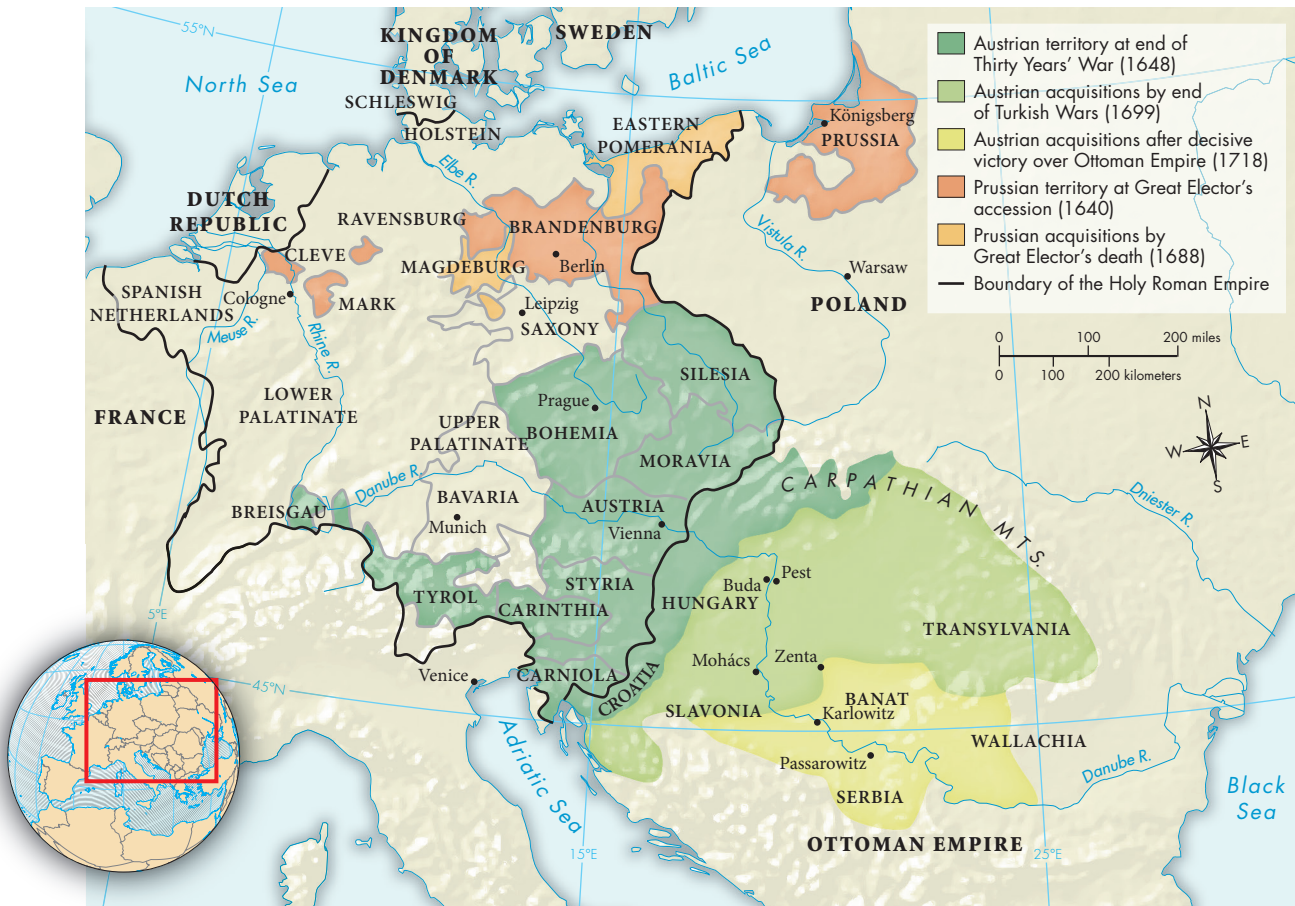 55°N
KINGDOM
OF
DENMARK
SWEDEN
Baltic Sea
North Sea
SCHLESWIG
HOLSTEIN
EASTERN
POMERANIA
Königsberg
PRUSSIA
Elbe R.
DUTCH
REPUBLIC
RAVENSBURG
BRANDENBURG
Vistula R.
CLEVE
MAGDEBURG
Berlin
Warsaw
SPANISH
NETHERLANDS
Cologne
MARK
Leipzig
SAXONY
POLAND
Meuse R.
Rhine R.
SILESIA
LOWER
PALATINATE
Prague
FRANCE
UPPER
PALATINATE
BOHEMIA
MORAVIA
Danube R.
BAVARIA
Munich
AUSTRIA
Vienna
CARPATHIAN MTS.
Dniester R.
BREISGAU
STYRIA
Buda
Pest
HUNGARY
TYROL
CARINTHIA
5°E
TRANSYLVANIA
Mohács
Zenta
Venice
CARNIOLA
CROATIA
45°N
SLAVONIA
BANAT
Karlowitz
WALLACHIA
Adriatic Sea
Passarowitz
Danube R.
SERBIA
Black
Sea
OTTOMAN EMPIRE
15°E
25°E
Austrian territory at end of
Thirty Years' War (1648)
Austrian acquisitions by end
of Turkish Wars (1699)
Austrian acquisitions after decisive
victory over Ottoman Empire (1718)
Prussian territory at Great Elector's
accession (1640)
Prussian acquisitions by
Great Elector's death (1688)
Boundary of the Holy Roman Empire
0 100 200 miles
0 100 200 kilometers
N
W E
S